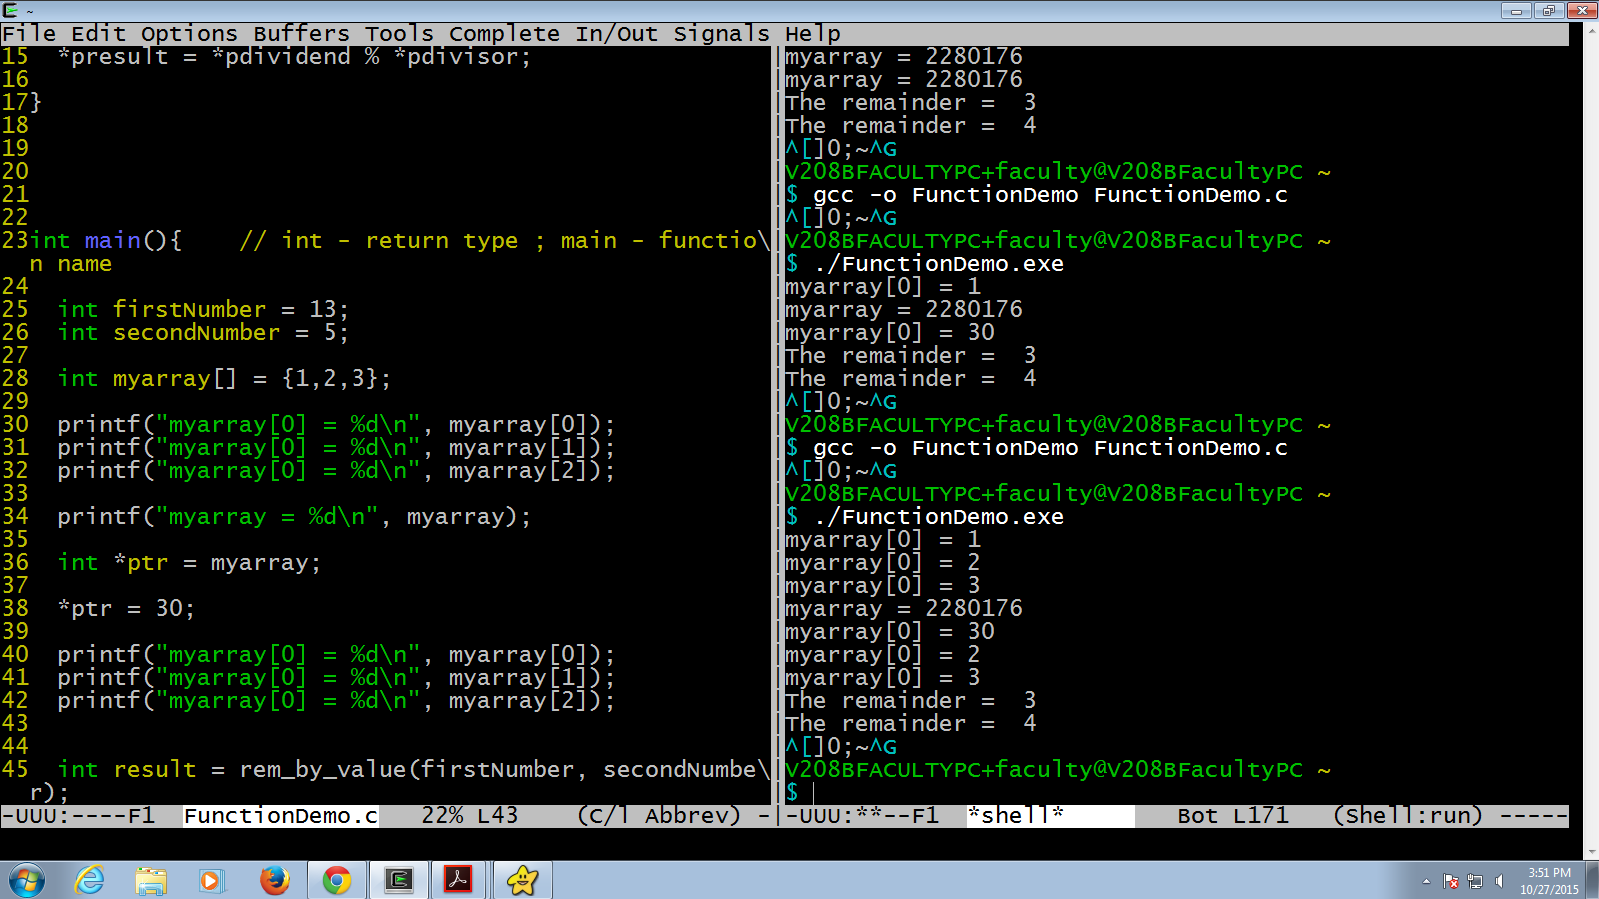 ~
File Edit Options Buffers Tools Complete In/Out Signals Help
15  *presult = *pdividend % *pdivisor;
16
17}
18
19
20
21
22
23int main(){    // int - return type ; main - functio\
n name
24
25  int firstNumber = 13;
26  int secondNumber = 5;
27
28  int myarray[] = {1,2,3};
29
30  printf("myarray[0] = %d\n", myarray[0]);
31  printf("myarray[0] = %d\n", myarray[1]);
32  printf("myarray[0] = %d\n", myarray[2]);
33
34  printf("myarray = %d\n", myarray);
35
36  int *ptr = myarray;
37
38  *ptr = 30;
39
40  printf("myarray[0] = %d\n", myarray[0]);
41  printf("myarray[0] = %d\n", myarray[1]);
42  printf("myarray[0] = %d\n", myarray[2]);
43
44
45  int result = rem_by_value(firstNumber, secondNumbe\
r);
-UUU:----F1  FunctionDemo.c    22% L43    (C/l Abbrev) -
myarray = 2280176
myarray = 2280176
The remainder =  3
The remainder =  4
^[]0;~^G
V208BFACULTYPC+faculty@V208BFacultyPC ~
$ gcc -o FunctionDemo FunctionDemo.c
^[]0;~^G
V208BFACULTYPC+faculty@V208BFacultyPC ~
$ ./FunctionDemo.exe
myarray[0] = 1
myarray = 2280176
myarray[0] = 30
The remainder =  3
The remainder =  4
^[]0;~^G
V208BFACULTYPC+faculty@V208BFacultyPC ~
$ gcc -o FunctionDemo FunctionDemo.c
^[]0;~^G
V208BFACULTYPC+faculty@V208BFacultyPC ~
$ ./FunctionDemo.exe
myarray[0] = 1
myarray[0] = 2
myarray[0] = 3
myarray = 2280176
myarray[0] = 30
myarray[0] = 2
myarray[0] = 3
The remainder =  3
The remainder =  4
^[]0;~^G
V208BFACULTYPC+faculty@V208BFacultyPC ~
$
-UUU:**--F1  *shell*        Bot L171   (Shell:run) -----
3:51 PM
10/27/2015